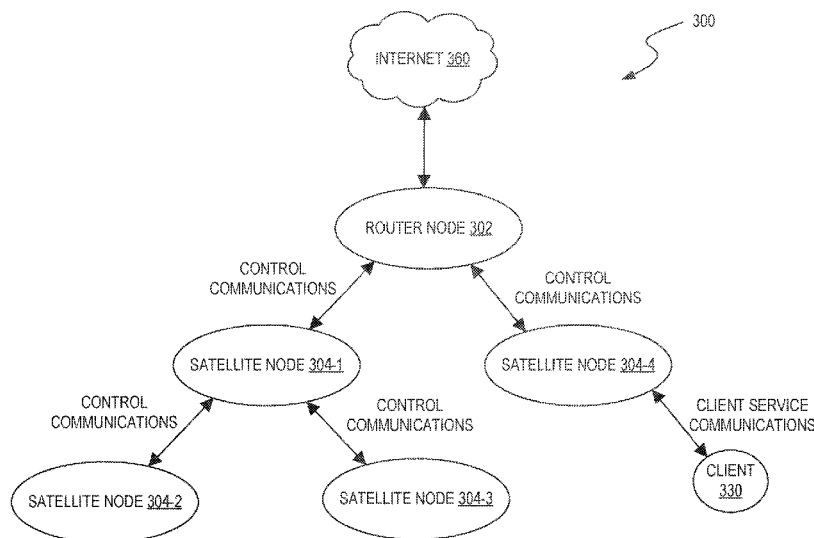 300
INTERNET 360
ROUTER NODE 302
CONTROL
COMMUNICATIONS
CONTROL
COMMUNICATIONS
SATELLITE NODE 304-1
SATELLITE NODE 304-4
CONTROL
COMMUNICATIONS
CONTROL
COMMUNICATIONS
CLIENT SERVICE
COMMUNICATIONS
SATELLITE NODE 304-2
SATELLITE NODE 304-3
CLIENT
330